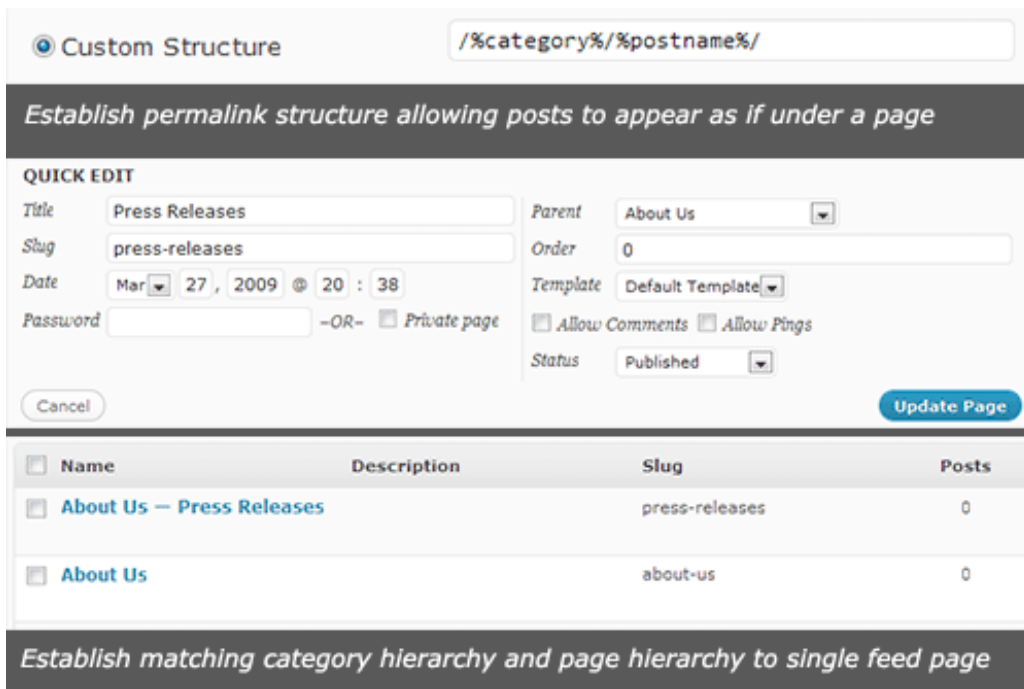 Custom Structure /%category%/%postname%/
Establish permalink structure allowing posts to appear as if under a page
QUICK EDIT
Title Press Releases Parent About Us
Slug press-releases Order 0
Date Mar 27, 2009 @ 20 : 38 Template Default Template
Password –OR– Private page Allow Comments Allow Pings
Status Published
Cancel Update Page
Name Description Slug Posts
About Us — Press Releases press-releases 0
About Us about-us 0
Establish matching category hierarchy and page hierarchy to single feed page